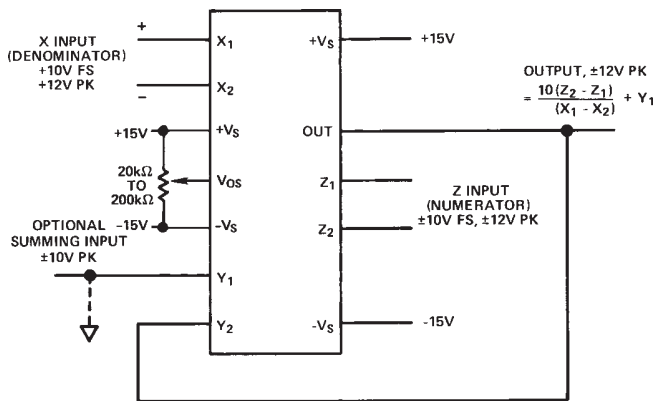 X INPUT
(DENOMINATOR)
+10V FS
+12V PK
+
−
X1
X2
+15V
+VS
20kΩ
TO
200kΩ
VOS
-15V
-VS
OPTIONAL
SUMMING INPUT
±10V PK
Y1
Y2
+VS
+15V
OUT
Z1
Z2
Z INPUT
(NUMERATOR)
±10V FS, ±12V PK
-VS
-15V
OUTPUT, ±12V PK
= 10(Z2 - Z1) / (X1 - X2) + Y1